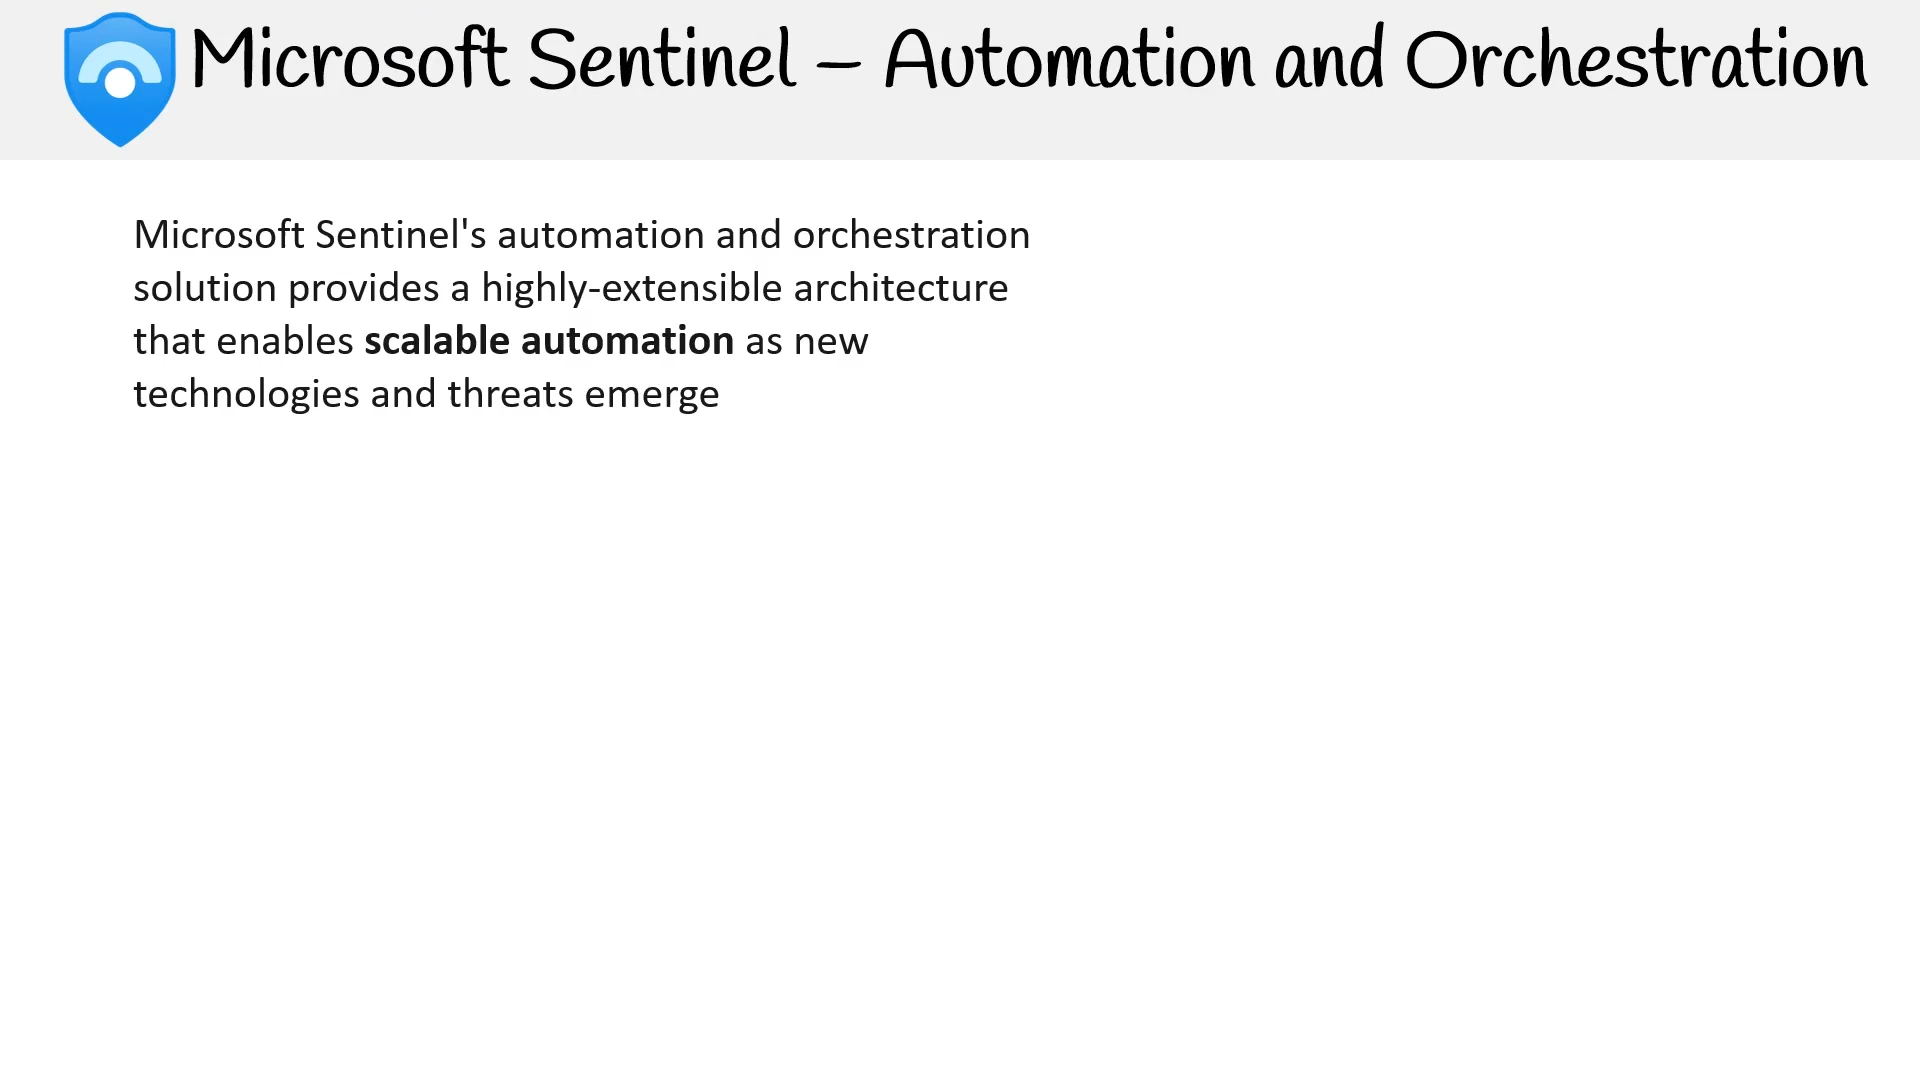 Microsoft Sentinel – Automation and Orchestration
Microsoft Sentinel's automation and orchestration
solution provides a highly-extensible architecture
that enables scalable automation as new
technologies and threats emerge